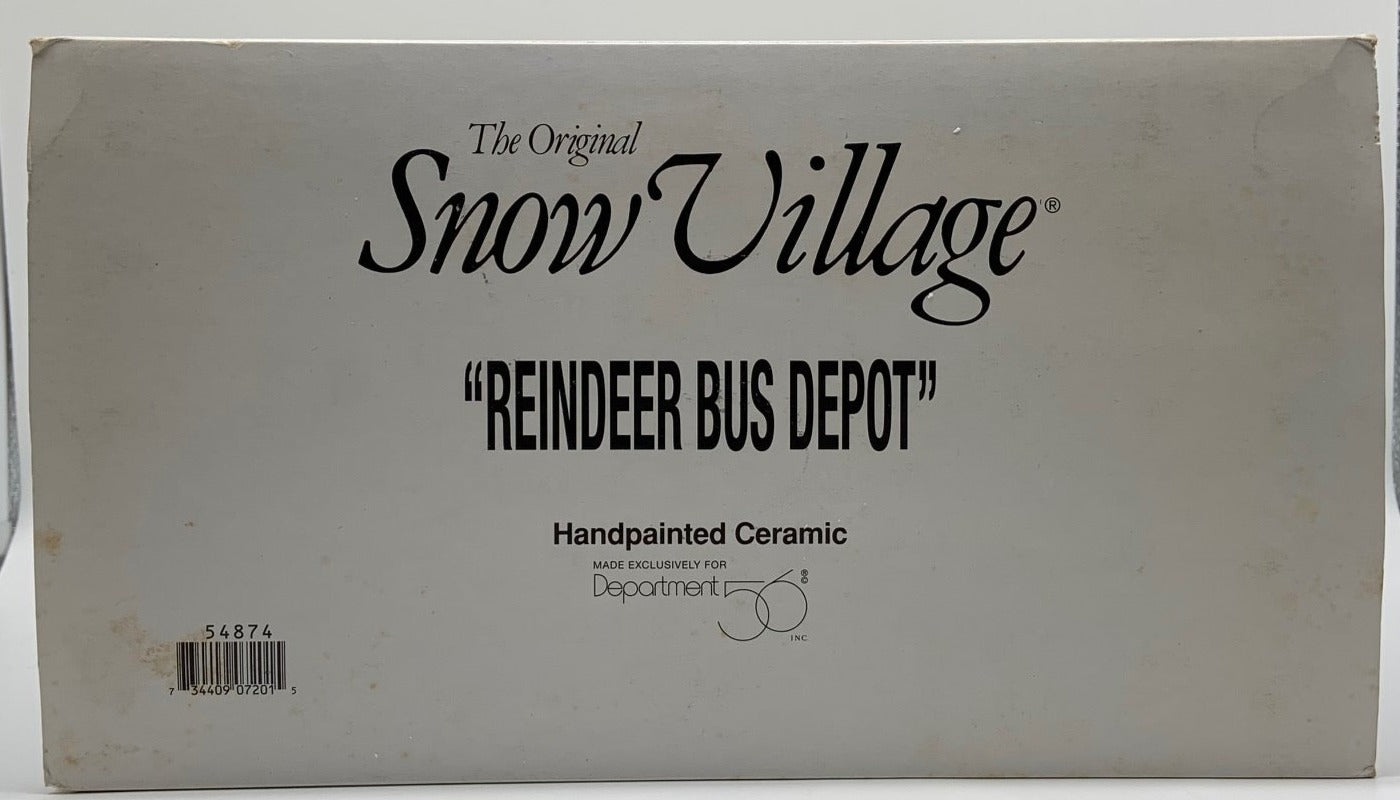 The Original
Snow Village®
“REINDEER BUS DEPOT”
Handpainted Ceramic
MADE EXCLUSIVELY FOR
Department 56 ®©
INC.
54874
7 34409 07201 5